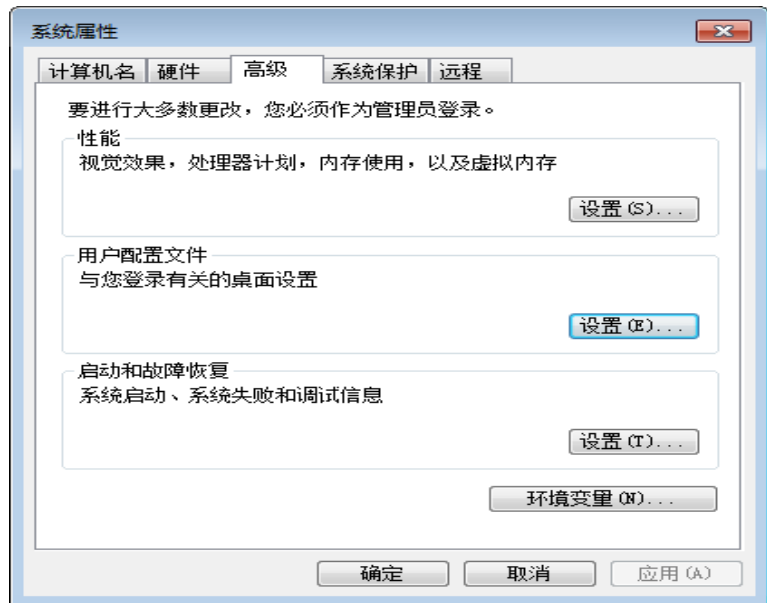 系统属性
计算机名 硬件 高级 系统保护 远程
要进行大多数更改，您必须作为管理员登录。
性能
视觉效果，处理器计划，内存使用，以及虚拟内存
设置(S)...
用户配置文件
与您登录有关的桌面设置
设置(E)...
启动和故障恢复
系统启动、系统失败和调试信息
设置(T)...
环境变量(N)...
确定 取消 应用(A)